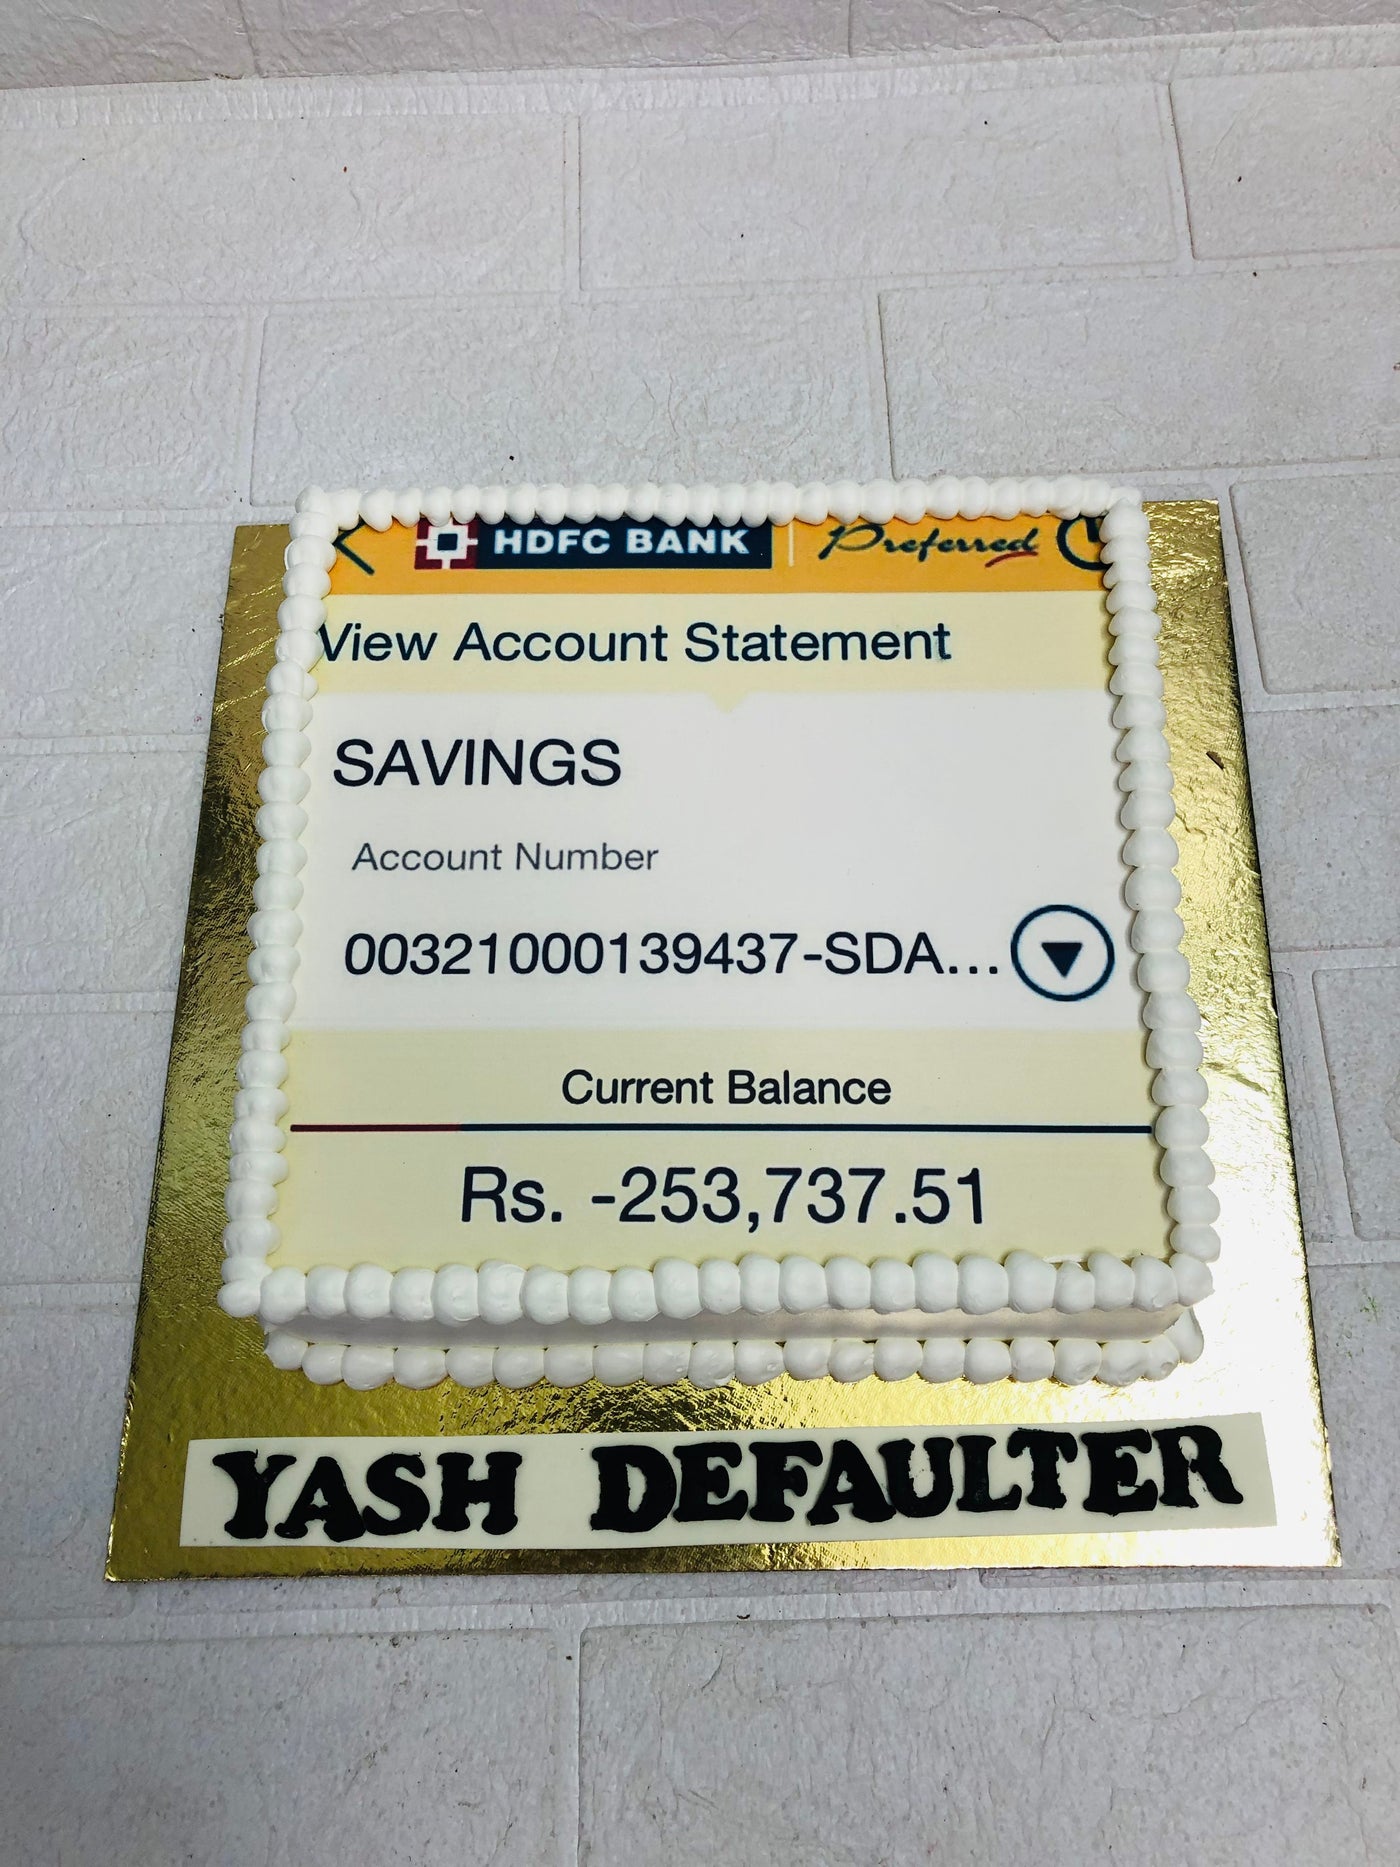 HDFC BANK Preferred
View Account Statement
SAVINGS
Account Number
00321000139437-SDA...
Current Balance
Rs. -253,737.51
YASH DEFAULTER